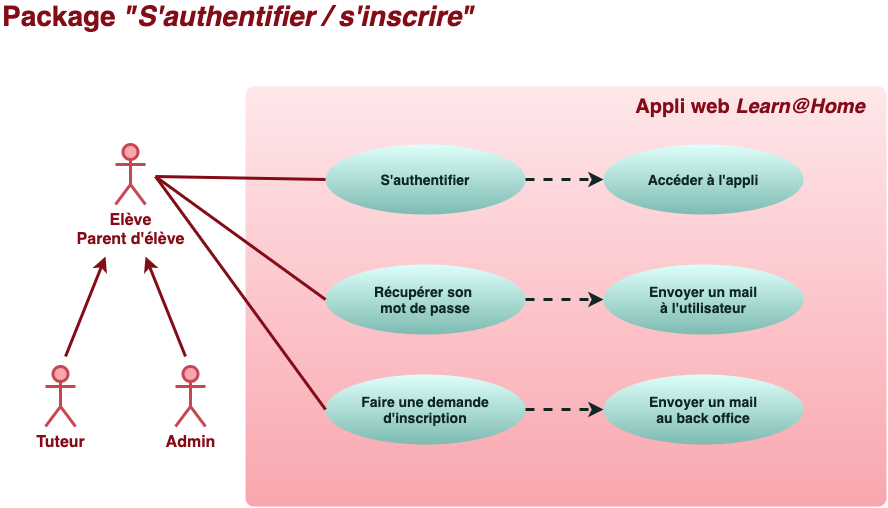 Package "S'authentifier / s'inscrire"
Appli web Learn@Home
S'authentifier
Accéder à l'appli
Elève
Parent d'élève
Récupérer son
mot de passe
Envoyer un mail
à l'utilisateur
Faire une demande
d'inscription
Envoyer un mail
au back office
Tuteur
Admin